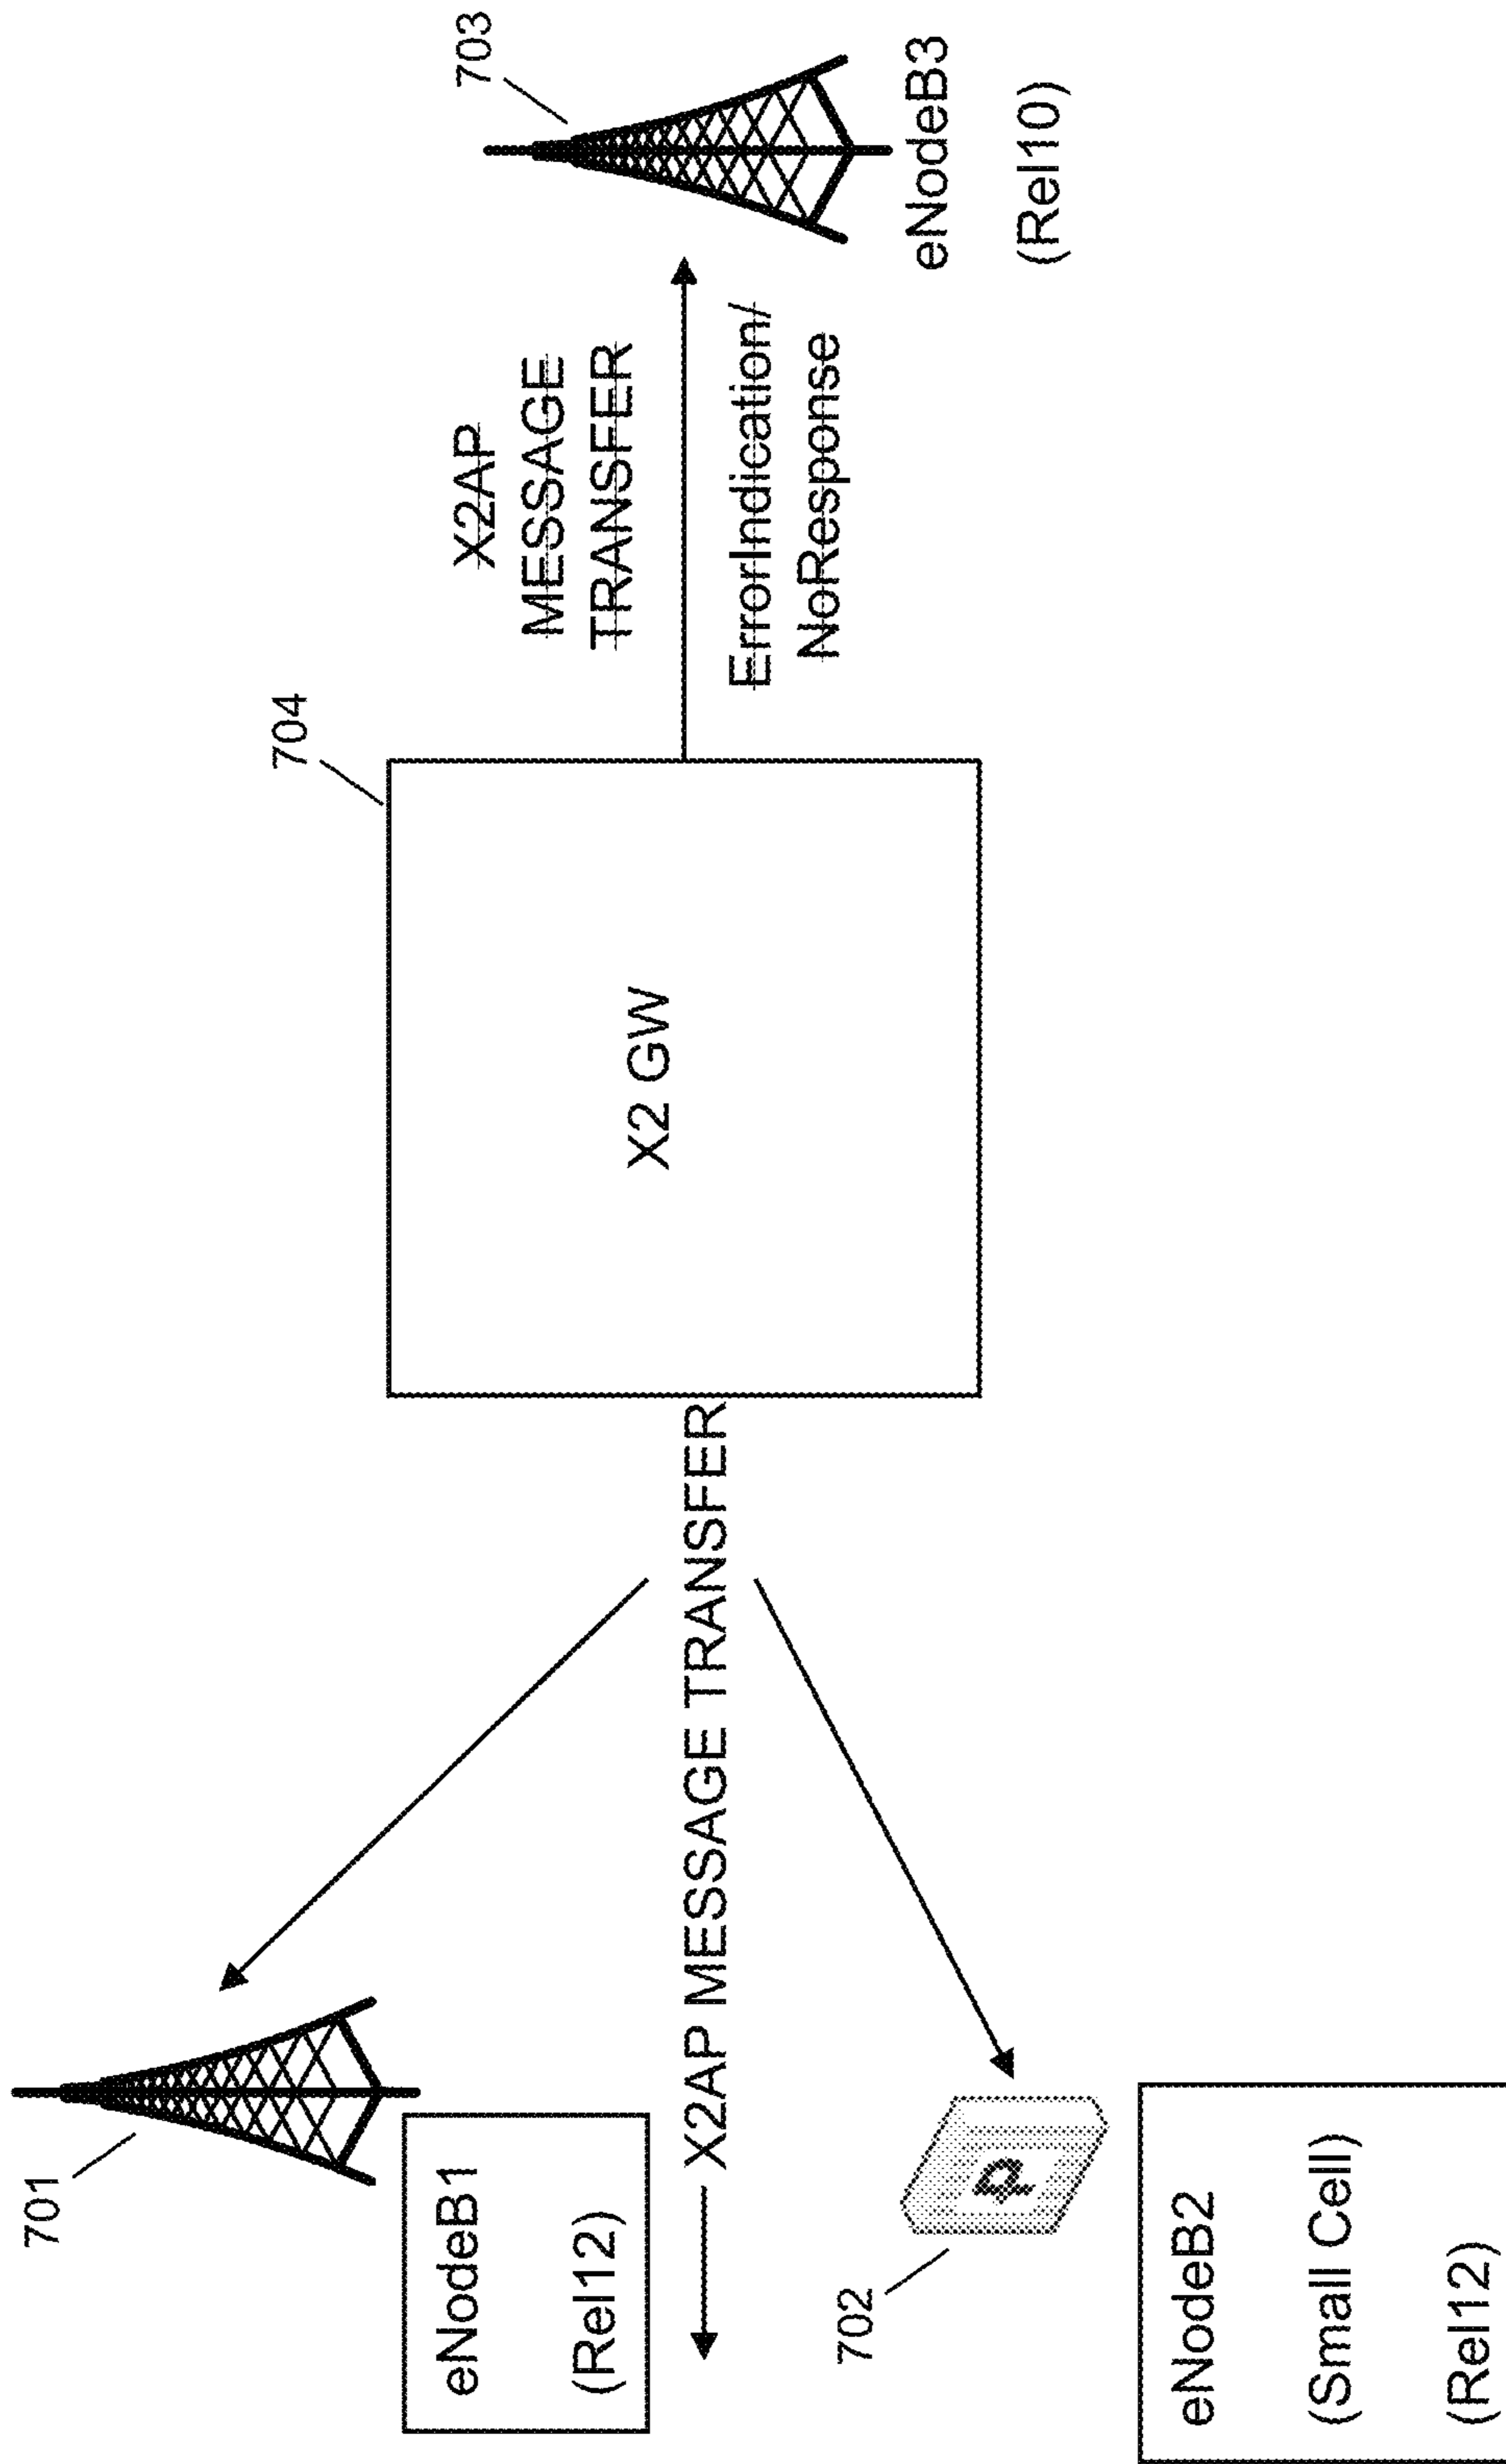 701
eNodeB1
(Rel12)
X2AP MESSAGE TRANSFER
702
eNodeB2
(Small Cell)
(Rel12)
704
X2 GW
X2AP
MESSAGE
TRANSFER
ErrorIndication/
NoResponse
703
eNodeB3
(Rel10)